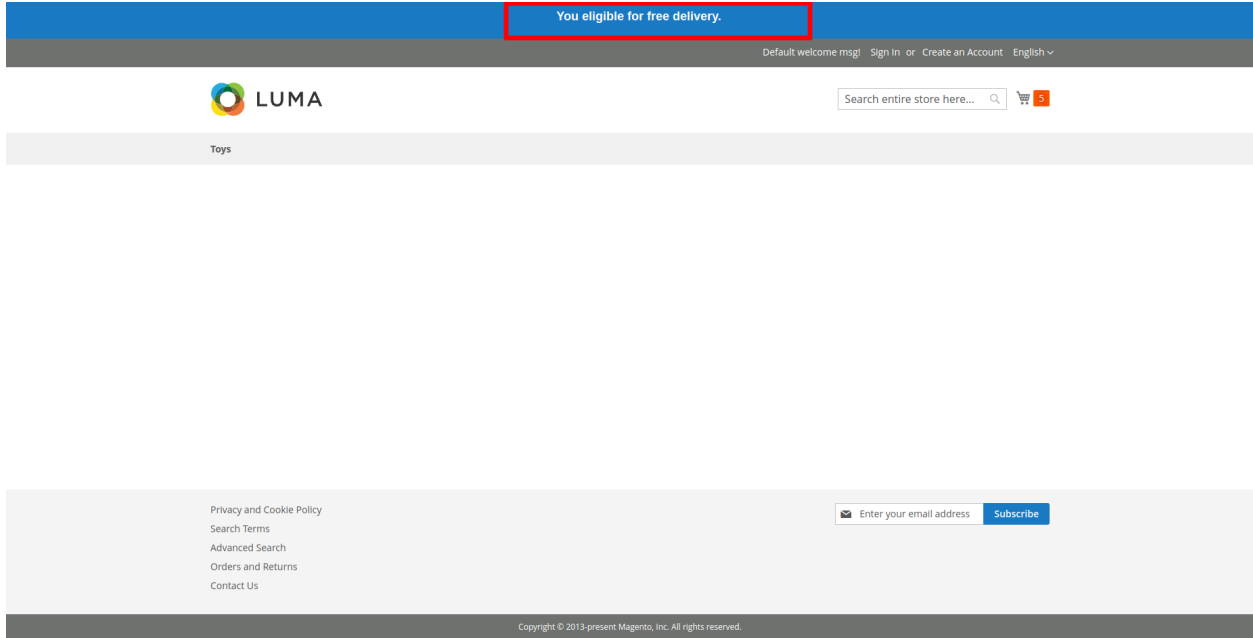 You eligible for free delivery.
Default welcome msg! Sign In or Create an Account English
LUMA
Search entire store here... 5
Toys
Privacy and Cookie Policy
Search Terms
Advanced Search
Orders and Returns
Contact Us
Enter your email address Subscribe
Copyright © 2013-present Magento, Inc. All rights reserved.